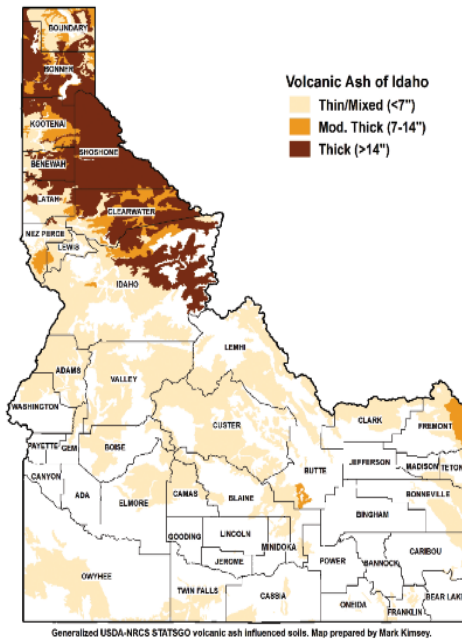 BOUNDARY
BONNER
Volcanic Ash of Idaho
Thin/Mixed (<7")
Mod. Thick (7-14")
Thick (>14")
KOOTENAI
SHOSHONE
BENEWAH
LATAH
CLEARWATER
NEZ PERCE
LEWIS
IDAHO
LEMHI
ADAMS
VALLEY
WASHINGTON
CUSTER
CLARK
FREMONT
PAYETTE
GEM
BOISE
BUTTE
JEFFERSON
MADISON
TETON
CANYON
ADA
ELMORE
CAMAS
BLAINE
BONNEVILLE
BINGHAM
GOODING
LINCOLN
MINIDOKA
JEROME
POWER
BANNOCK
CARIBOU
OWYHEE
TWIN FALLS
CASSIA
ONEIDA
FRANKLIN
BEAR LAKE
Generalized USDA-NRCS STATSGO volcanic ash influenced soils. Map prepared by Mark Kimsey.